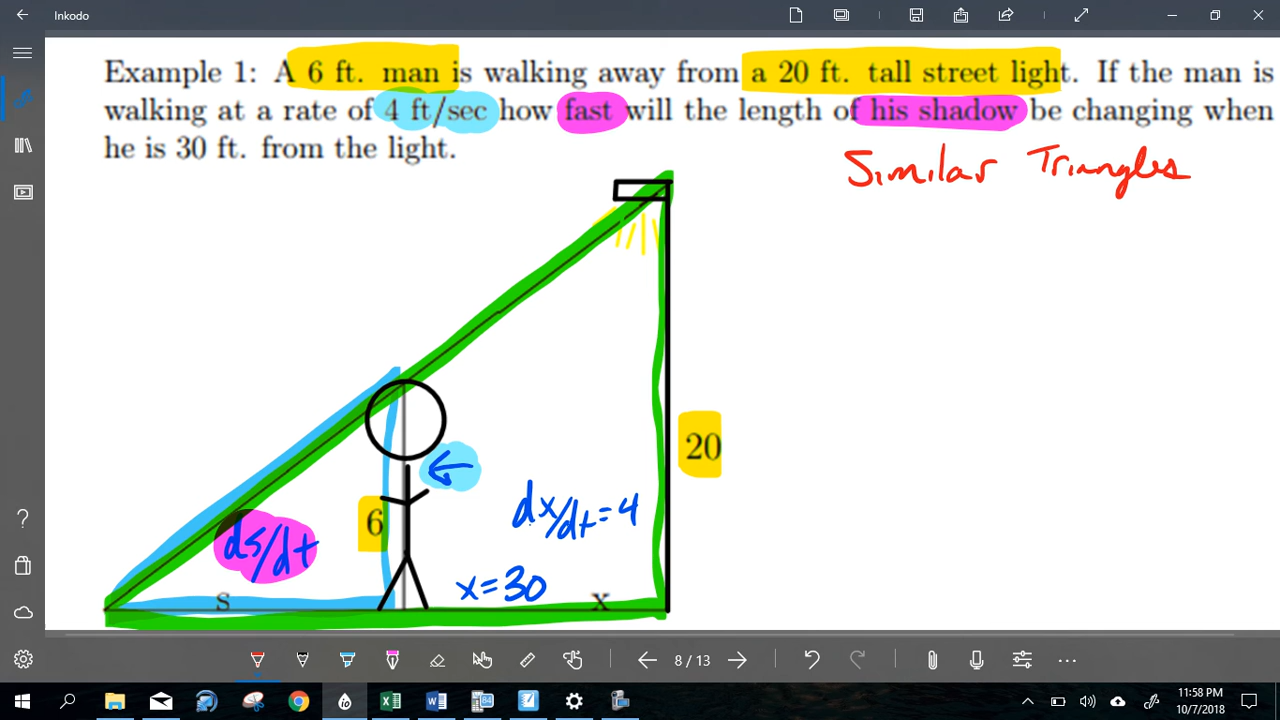 Inkodo
Example 1: A 6 ft. man is walking away from a 20 ft. tall street light. If the man is
walking at a rate of 4 ft/sec how fast will the length of his shadow be changing when
he is 30 ft. from the light.
Similar Triangles
20
6
dx/dt = 4
ds/dt
x = 30
s
x
8 / 13
11:58 PM
10/7/2018